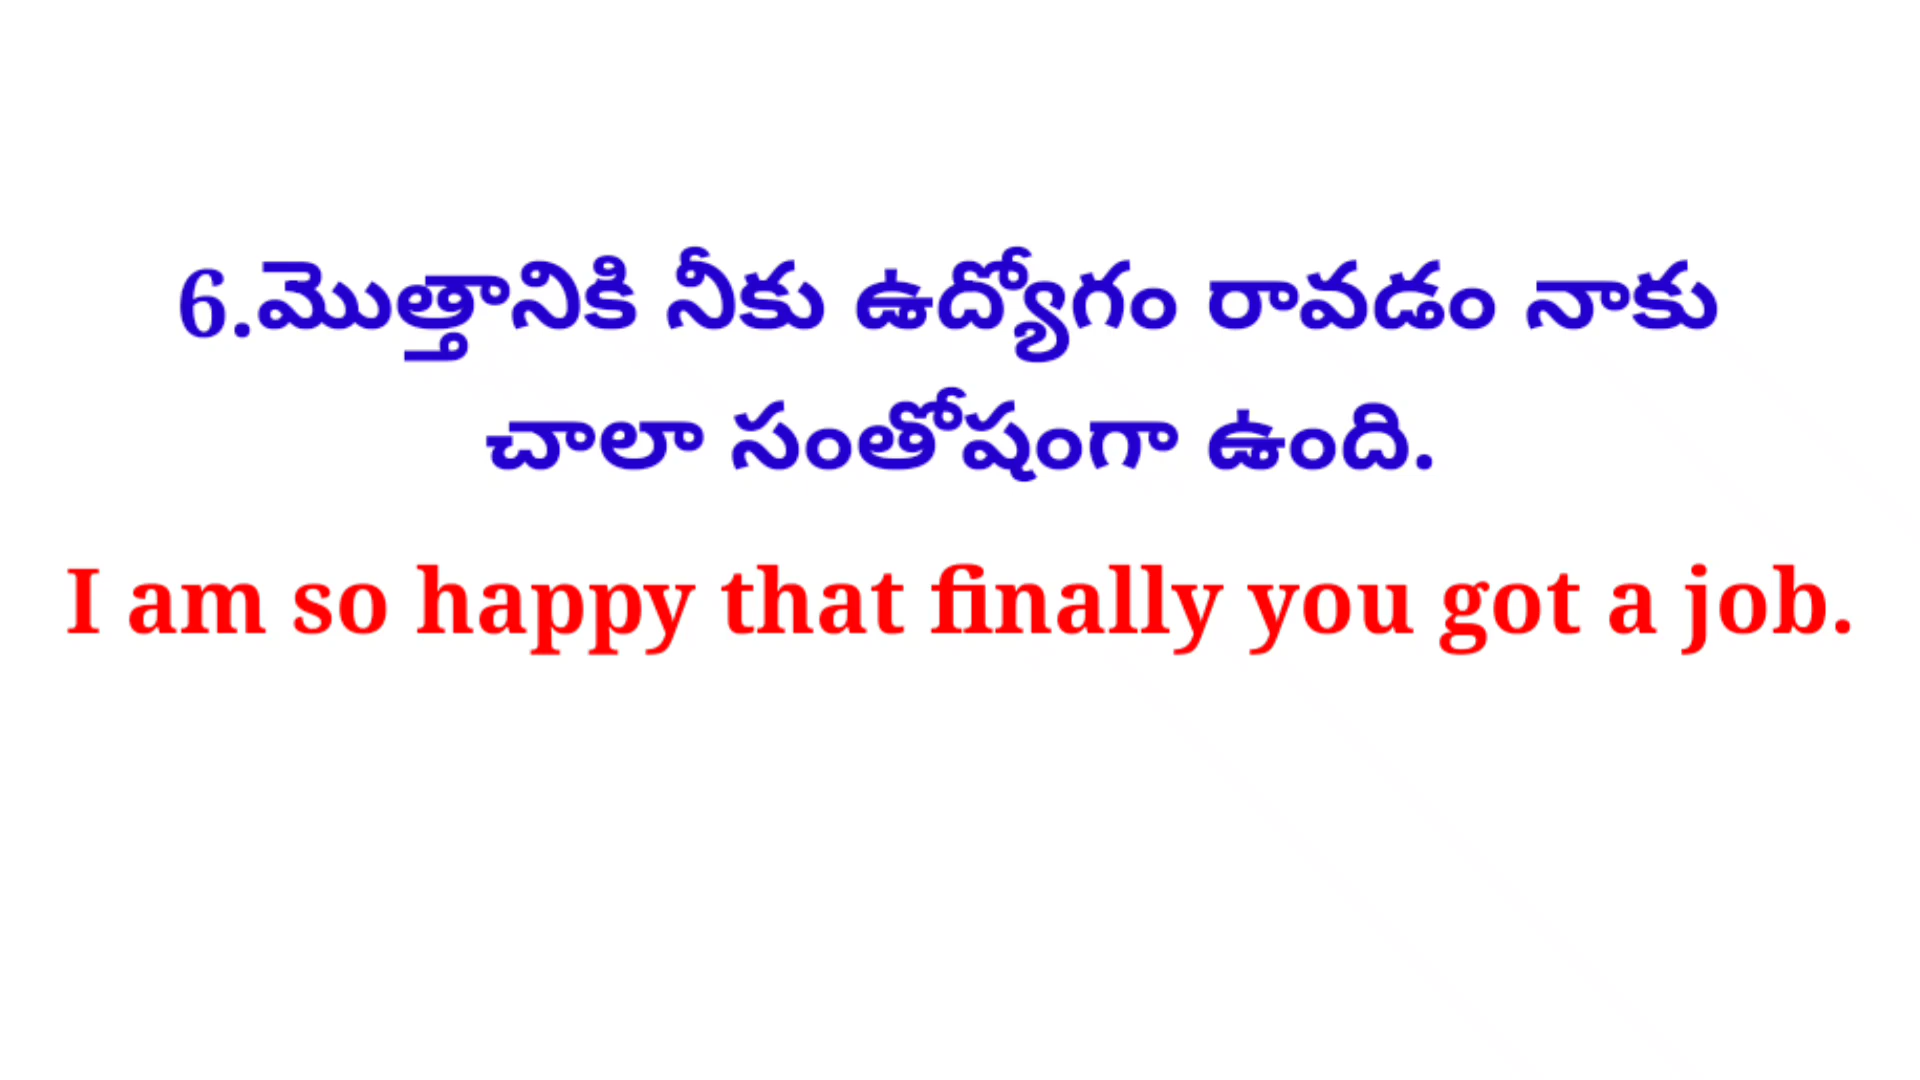 6.మొత్తానికి నీకు ఉద్యోగం రావడం నాకు
చాలా సంతోషంగా ఉంది.
I am so happy that finally you got a job.